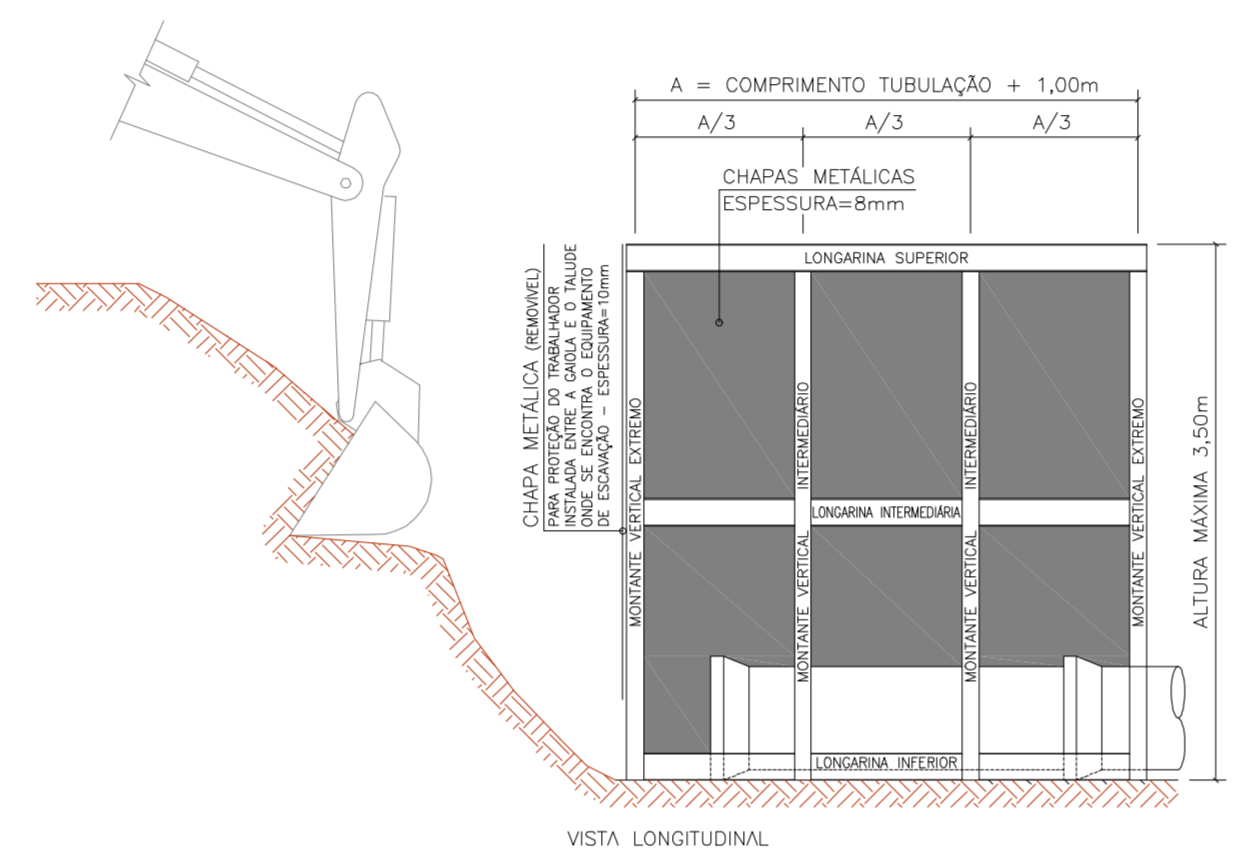 A = COMPRIMENTO TUBULAÇÃO + 1,00m
A/3
A/3
A/3
CHAPAS METÁLICAS
ESPESSURA=8mm
LONGARINA SUPERIOR
CHAPA METÁLICA (REMOVÍVEL)
PARA PROTEÇÃO DO TRABALHADOR
INSTALADA ENTRE A GAIOLA E O TALUDE
ONDE SE ENCONTRA O EQUIPAMENTO
DE ESCAVAÇÃO - ESPESSURA=10mm
MONTANTE VERTICAL EXTREMO
MONTANTE VERTICAL INTERMEDIÁRIO
MONTANTE VERTICAL INTERMEDIÁRIO
MONTANTE VERTICAL EXTREMO
LONGARINA INTERMEDIÁRIA
ALTURA MÁXIMA 3,50m
LONGARINA INFERIOR
VISTA LONGITUDINAL